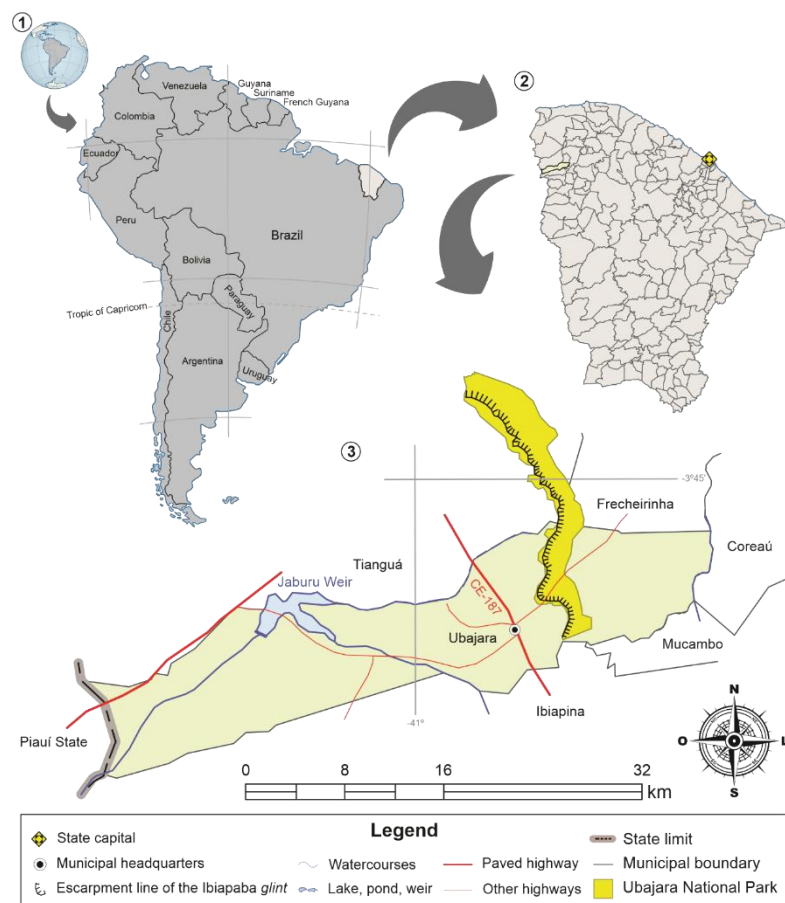 1
Venezuela
Guyana
Suriname
French Guyana
Colombia
Ecuador
Peru
Brazil
Bolivia
Paraguay
Tropic of Capricorn
Chile
Argentina
Uruguay
2
3
-3º45'
Frecheirinha
Coreaú
Tianguá
Jaburu Weir
CE-187
Ubajara
Mucambo
Ibiapina
-41º
Piauí State
N
O
L
S
0 8 16 32
km
Legend
State capital
Municipal headquarters
Escarpment line of the Ibiapaba glint
Watercourses
Lake, pond, weir
Paved highway
Other highways
State limit
Municipal boundary
Ubajara National Park